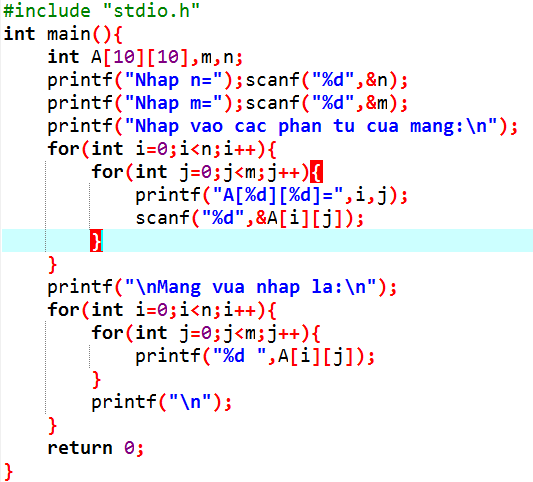 #include "stdio.h"
int main(){
    int A[10][10],m,n;
    printf("Nhap n=");scanf("%d",&n);
    printf("Nhap m=");scanf("%d",&m);
    printf("Nhap vao cac phan tu cua mang:\n");
    for(int i=0;i<n;i++){
        for(int j=0;j<m;j++){
            printf("A[%d][%d]=",i,j);
            scanf("%d",&A[i][j]);
        }
    }
    printf("\nMang vua nhap la:\n");
    for(int i=0;i<n;i++){
        for(int j=0;j<m;j++){
            printf("%d ",A[i][j]);
        }
        printf("\n");
    }
    return 0;
}